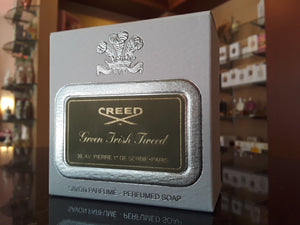 CREED
Green Irish Tweed
38, AV. PIERRE 1er DE SERBIE • PARIS
SAVON PARFUMÉ - PERFUMED SOAP